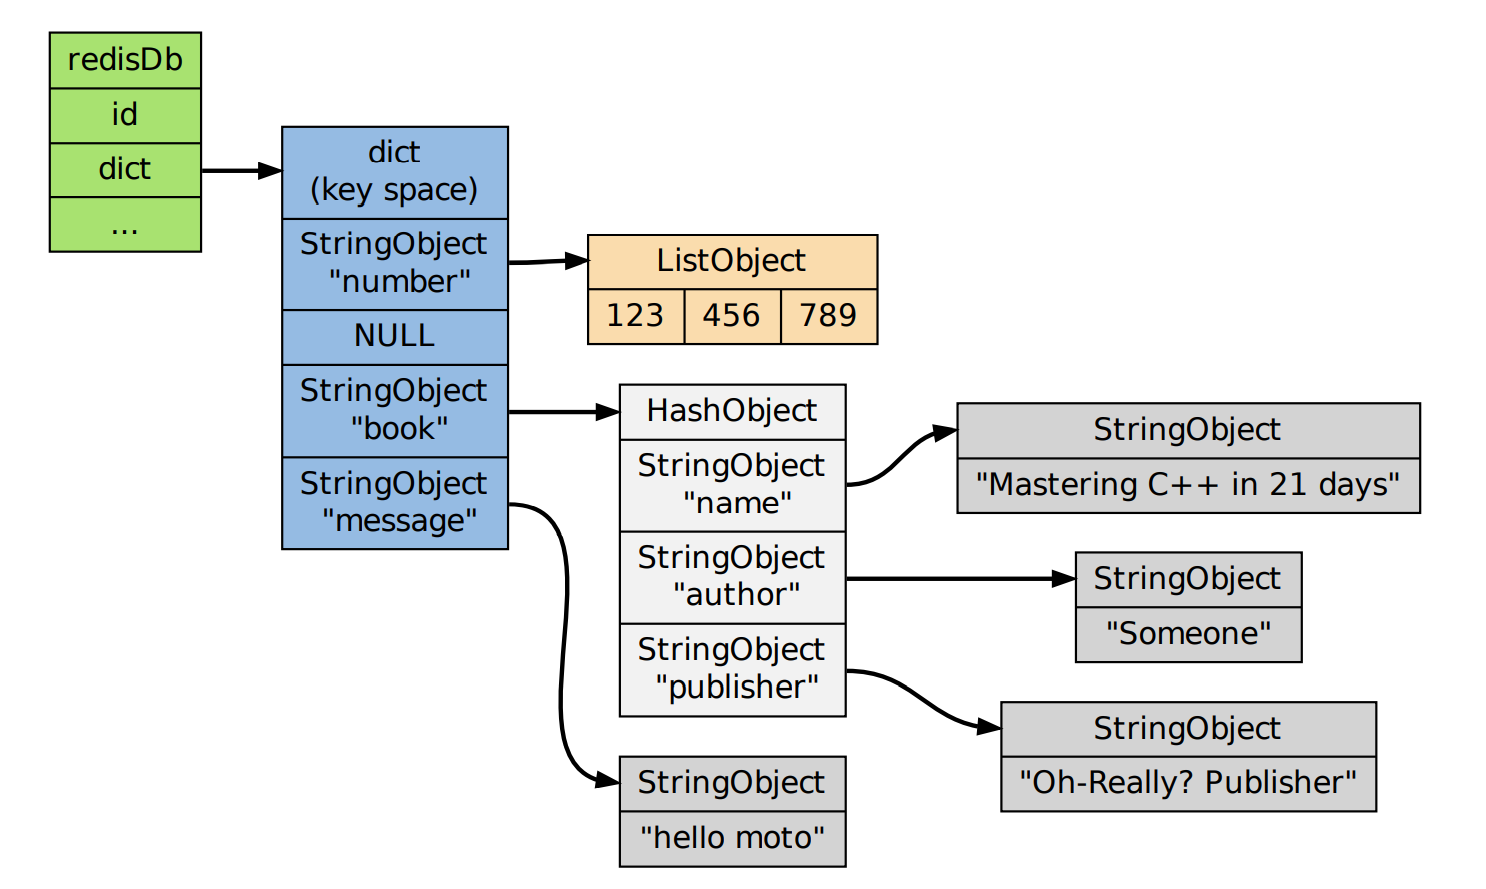 redisDb
id
dict
...
dict
(key space)
StringObject
"number"
NULL
StringObject
"book"
StringObject
"message"
ListObject
123 456 789
HashObject
StringObject
"name"
StringObject
"author"
StringObject
"publisher"
StringObject
"Mastering C++ in 21 days"
StringObject
"Someone"
StringObject
"Oh-Really? Publisher"
StringObject
"hello moto"